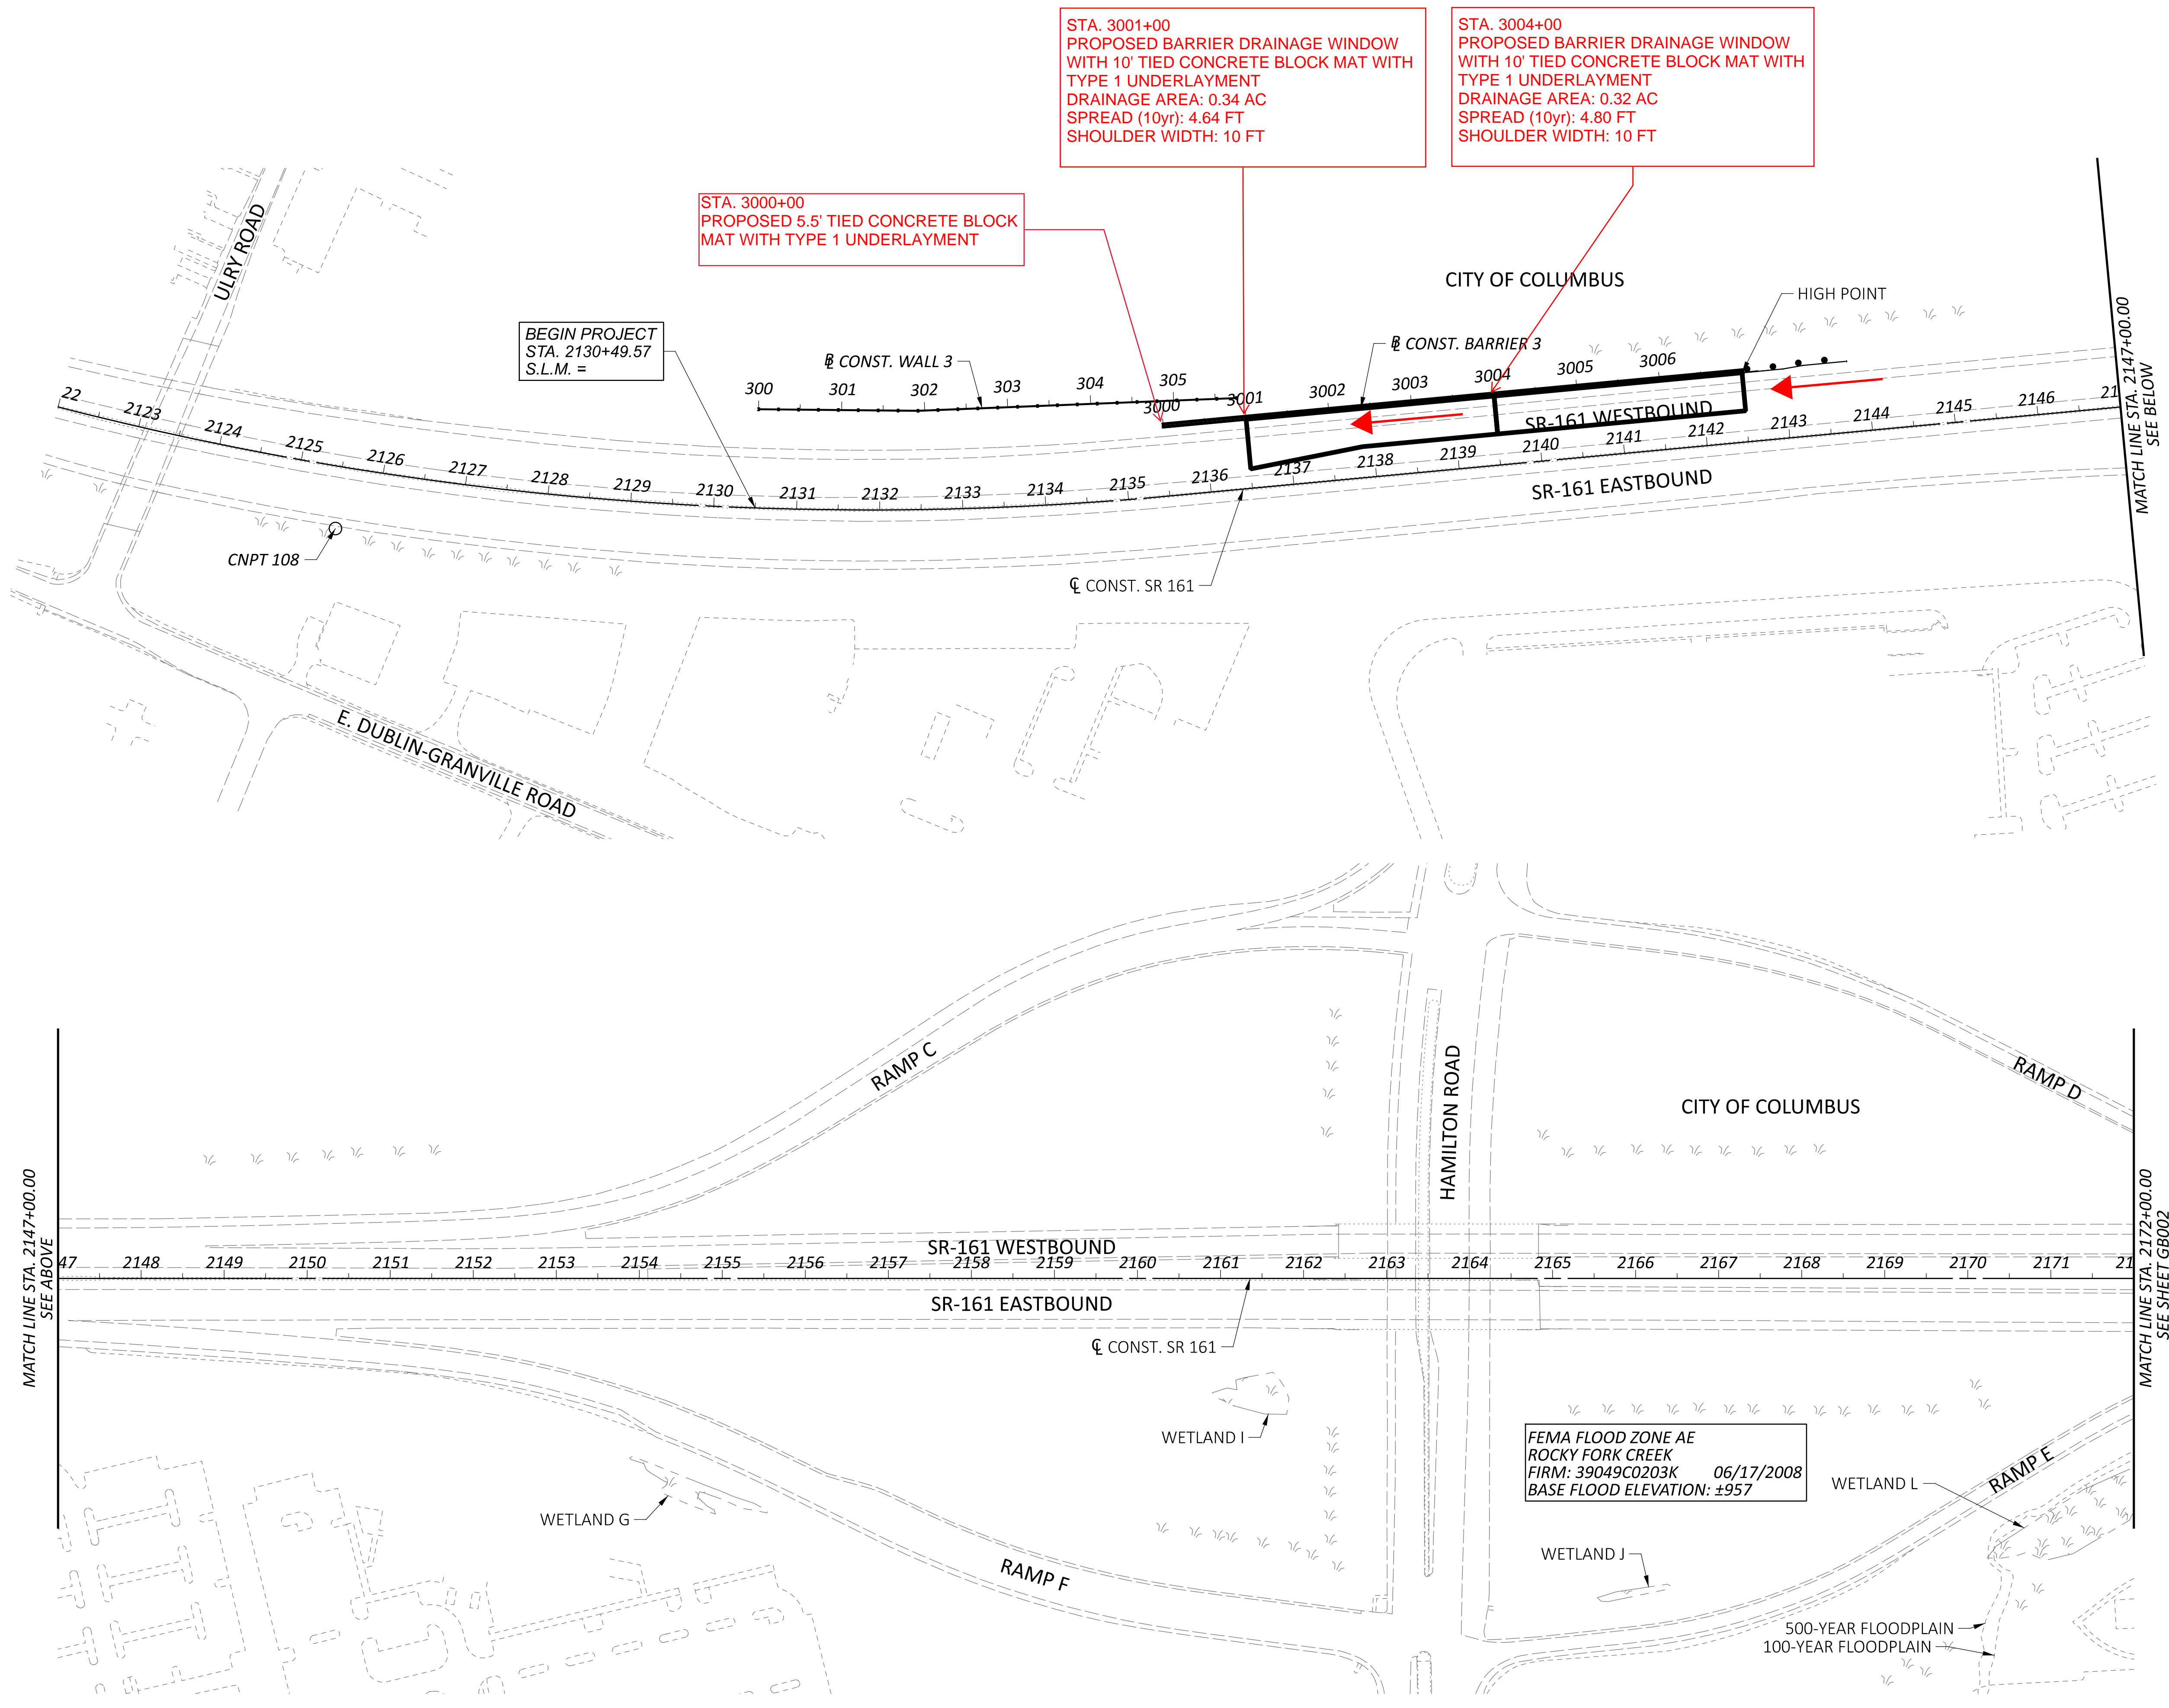 STA. 3001+00
PROPOSED BARRIER DRAINAGE WINDOW
WITH 10' TIED CONCRETE BLOCK MAT WITH
TYPE 1 UNDERLAYMENT
DRAINAGE AREA: 0.34 AC
SPREAD (10yr): 4.64 FT
SHOULDER WIDTH: 10 FT
STA. 3004+00
PROPOSED BARRIER DRAINAGE WINDOW
WITH 10' TIED CONCRETE BLOCK MAT WITH
TYPE 1 UNDERLAYMENT
DRAINAGE AREA: 0.32 AC
SPREAD (10yr): 4.80 FT
SHOULDER WIDTH: 10 FT
STA. 3000+00
PROPOSED 5.5' TIED CONCRETE BLOCK
MAT WITH TYPE 1 UNDERLAYMENT
ULRY ROAD
CITY OF COLUMBUS
HIGH POINT
BEGIN PROJECT
STA. 2130+49.57
S.L.M. =
BL CONST. WALL 3
BL CONST. BARRIER 3
300 301 302 303 304 305
3000 3001 3002 3003 3004 3005 3006
SR-161 WESTBOUND
22 2123 2124 2125 2126 2127 2128 2129 2130 2131 2132 2133 2134 2135 2136 2137 2138 2139 2140 2141 2142 2143 2144 2145 2146 21
SR-161 EASTBOUND
MATCH LINE STA. 2147+00.00
SEE BELOW
CNPT 108
℄ CONST. SR 161
E. DUBLIN-GRANVILLE ROAD
RAMP C
HAMILTON ROAD
RAMP D
CITY OF COLUMBUS
MATCH LINE STA. 2147+00.00
SEE ABOVE
SR-161 WESTBOUND
47 2148 2149 2150 2151 2152 2153 2154 2155 2156 2157 2158 2159 2160 2161 2162 2163 2164 2165 2166 2167 2168 2169 2170 2171 21
SR-161 EASTBOUND
℄ CONST. SR 161
MATCH LINE STA. 2172+00.00
SEE SHEET GB002
WETLAND I
WETLAND G
FEMA FLOOD ZONE AE
ROCKY FORK CREEK
FIRM: 39049C0203K 06/17/2008
BASE FLOOD ELEVATION: ±957
WETLAND L
RAMP E
WETLAND J
RAMP F
500-YEAR FLOODPLAIN
100-YEAR FLOODPLAIN